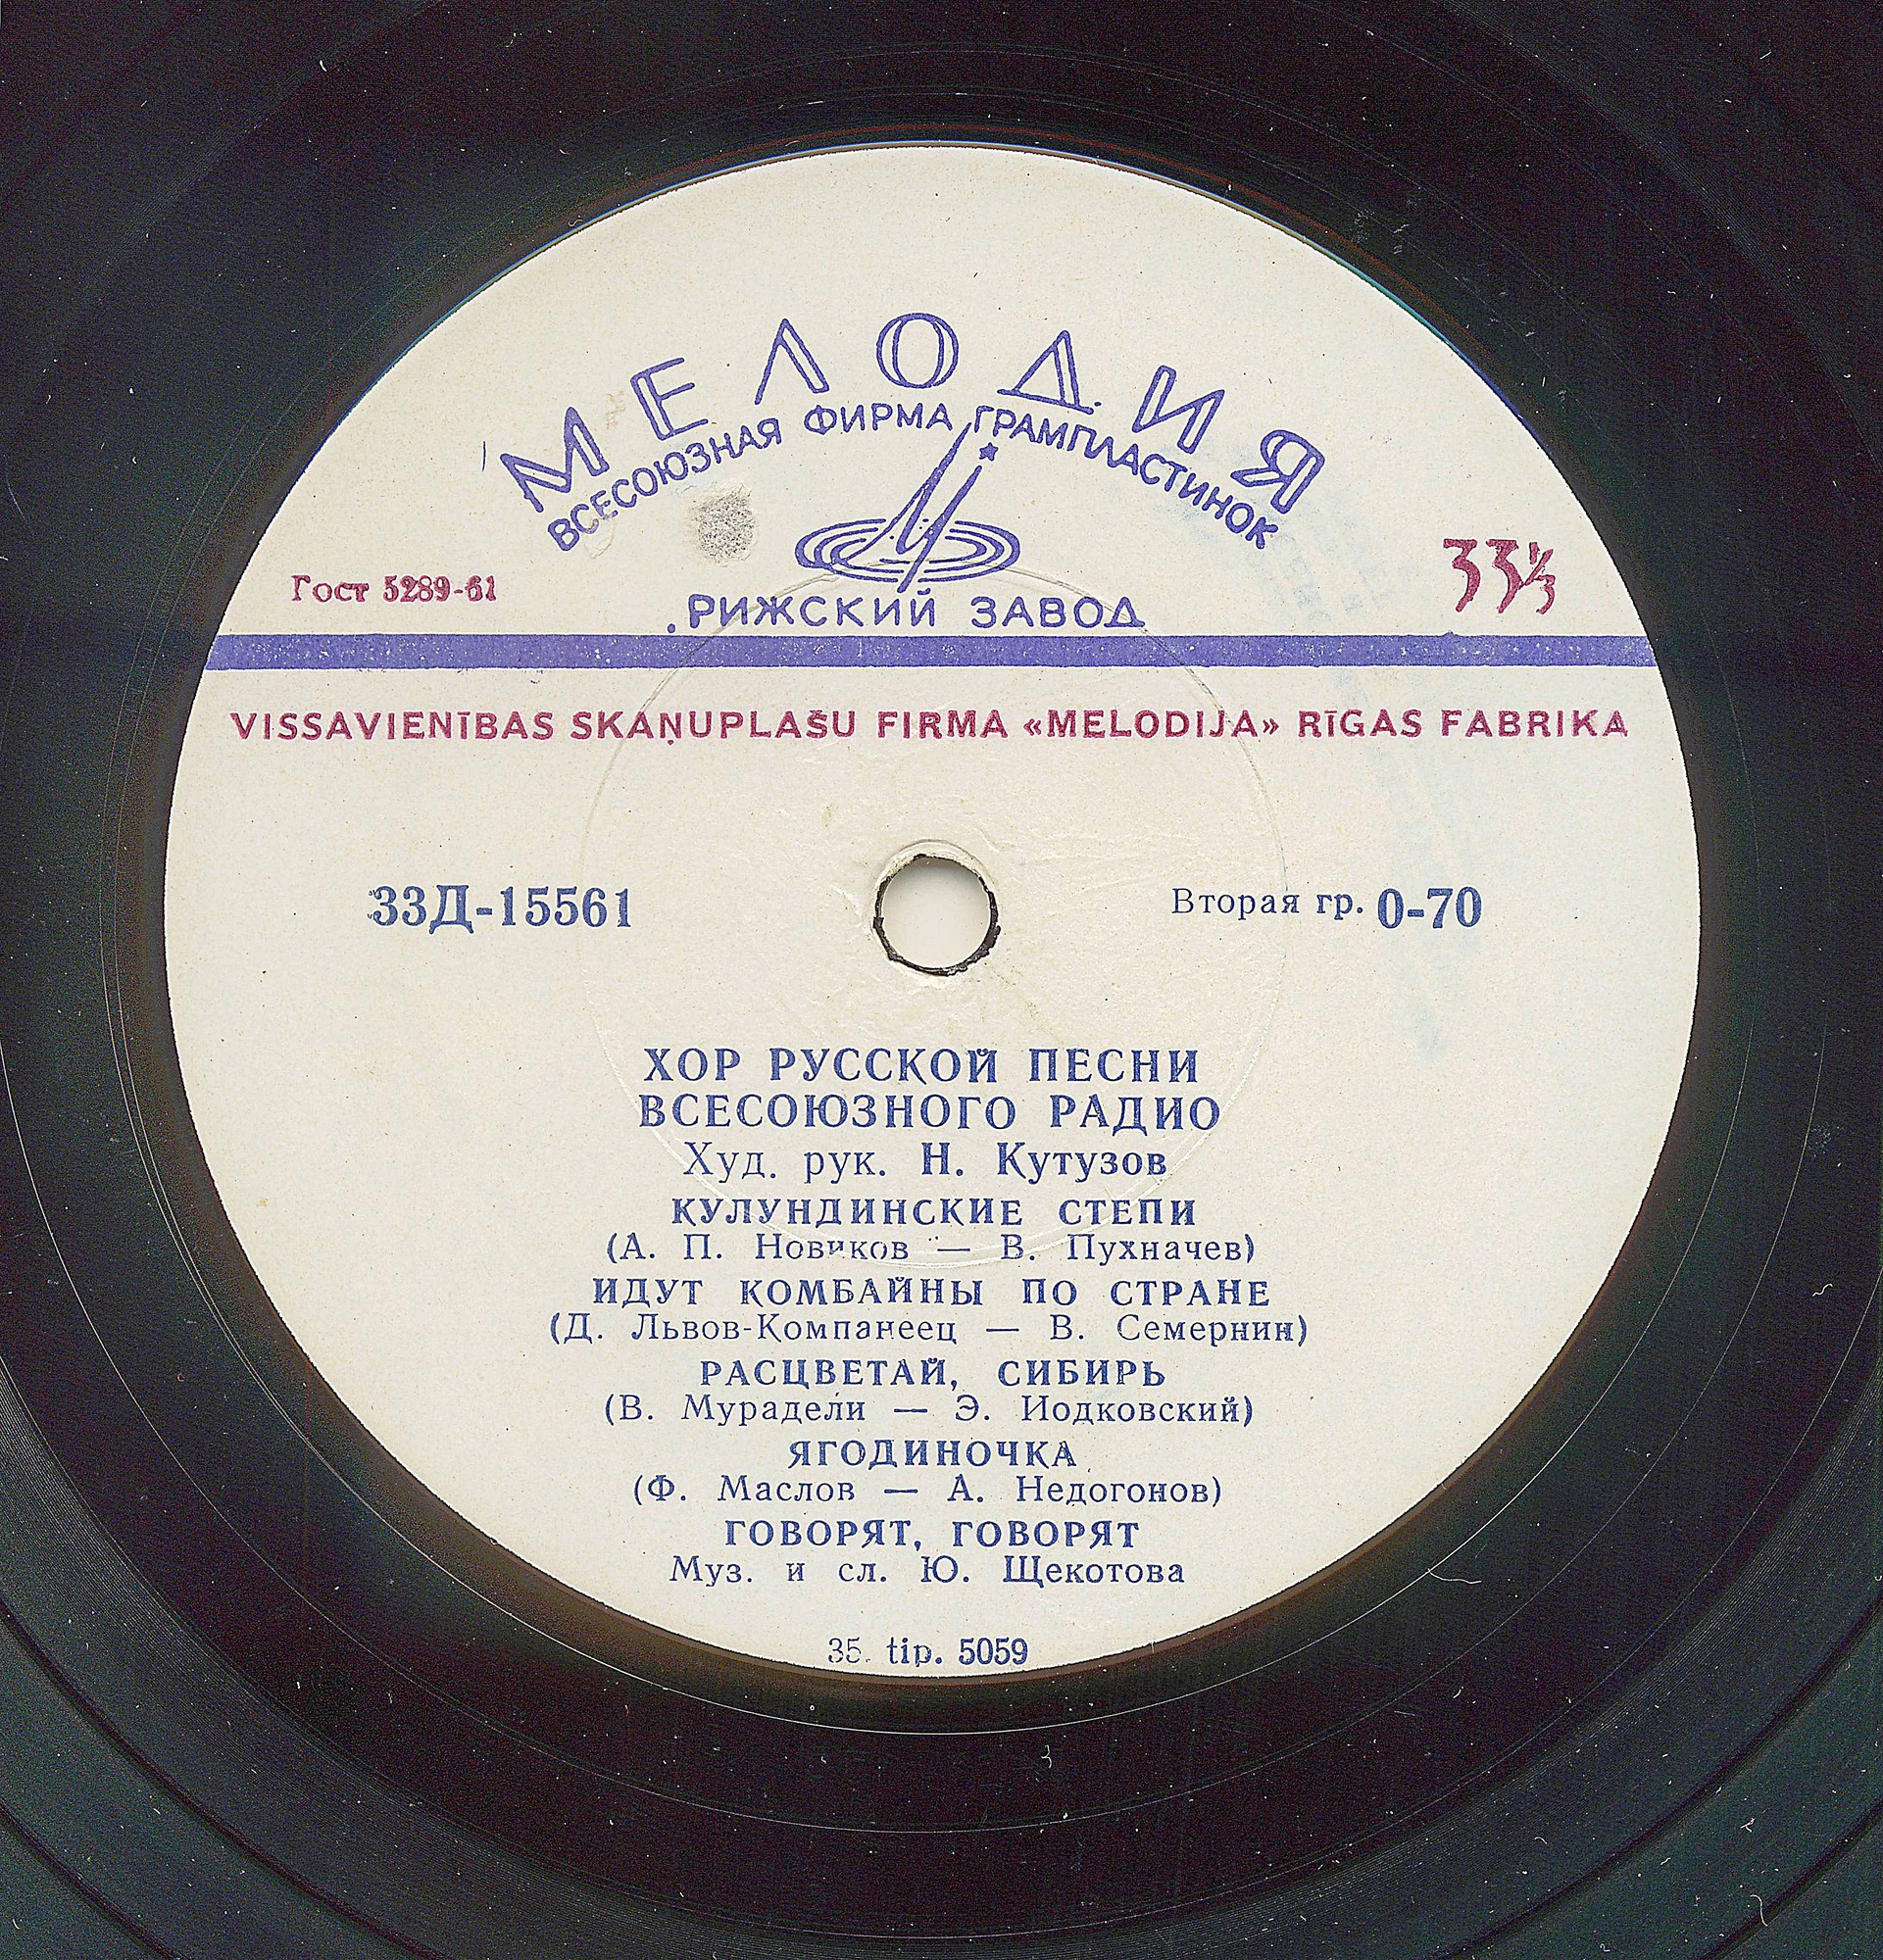 МЕЛОДИЯ
ВСЕСОЮЗНАЯ ФИРМА ГРАМПЛАСТИНОК
Гост 5289-61
33⅓
РИЖСКИЙ ЗАВОД
VISSAVIENĪBAS SKAŅUPLAŠU FIRMA «MELODIJA» RĪGAS FABRIKA
33Д-15561
Вторая гр. 0-70
ХОР РУССКОЙ ПЕСНИ
ВСЕСОЮЗНОГО РАДИО
Худ. рук. Н. Кутузов
КУЛУНДИНСКИЕ СТЕПИ
(А. П. Новиков — В. Пухначев)
ИДУТ КОМБАЙНЫ ПО СТРАНЕ
(Д. Львов-Компанеец — В. Семернин)
РАСЦВЕТАЙ, СИБИРЬ
(В. Мурадели — Э. Иодковский)
ЯГОДИНОЧКА
(Ф. Маслов — А. Недогонов)
ГОВОРЯТ, ГОВОРЯТ
Муз. и сл. Ю. Щекотова
35. tip. 5059